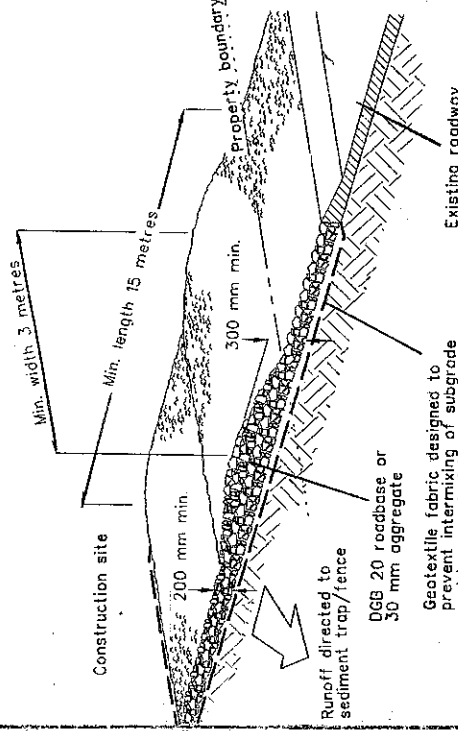 Construction site
Min. width 3 metres
Min. length 15 metres
Property boundary
200 mm min.
300 mm min.
Runoff directed to
sediment trap/fence
DGB 20 roadbase or
30 mm aggregate
Geotextile fabric designed to
prevent intermixing of subgrade
Existing roadway